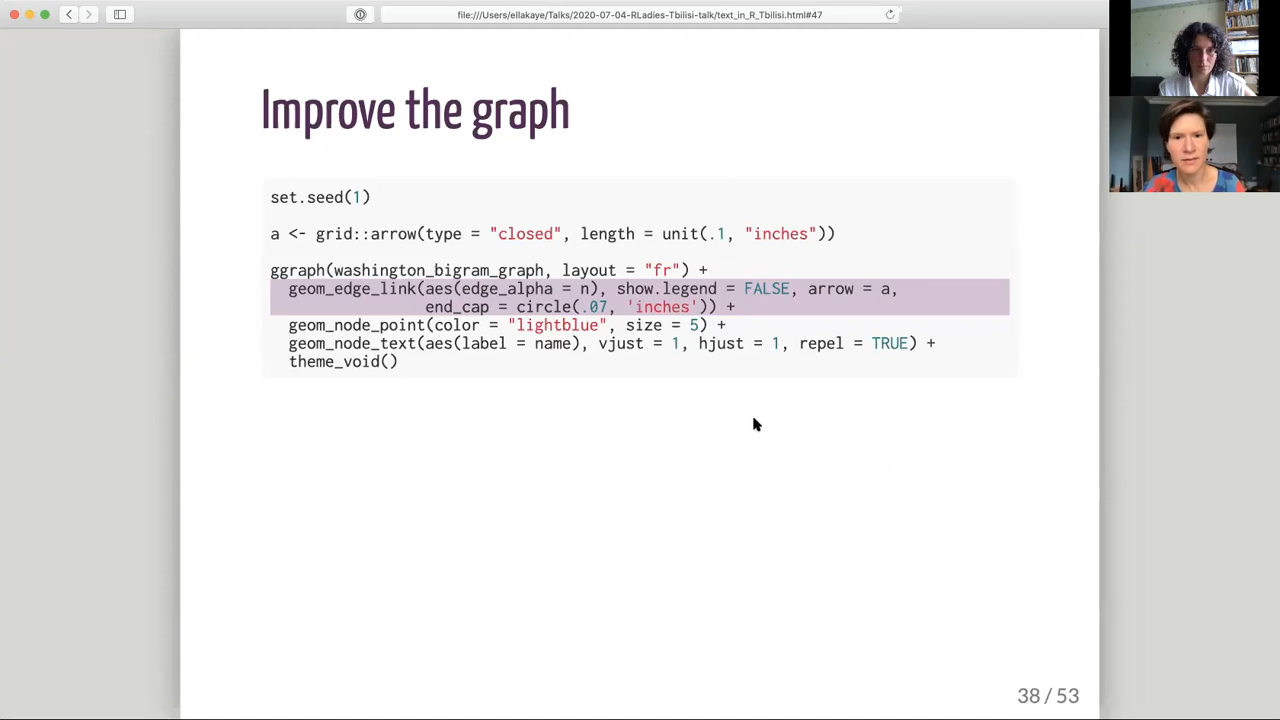 file:///Users/ellakaye/Talks/2020-07-04-RLadies-Tbilisi-talk/text_in_R_Tbilisi.html#47
Improve the graph
set.seed(1)
a <- grid::arrow(type = "closed", length = unit(.1, "inches"))
ggraph(washington_bigram_graph, layout = "fr") +
  geom_edge_link(aes(edge_alpha = n), show.legend = FALSE, arrow = a,
                 end_cap = circle(.07, 'inches')) +
  geom_node_point(color = "lightblue", size = 5) +
  geom_node_text(aes(label = name), vjust = 1, hjust = 1, repel = TRUE) +
  theme_void()
38 / 53